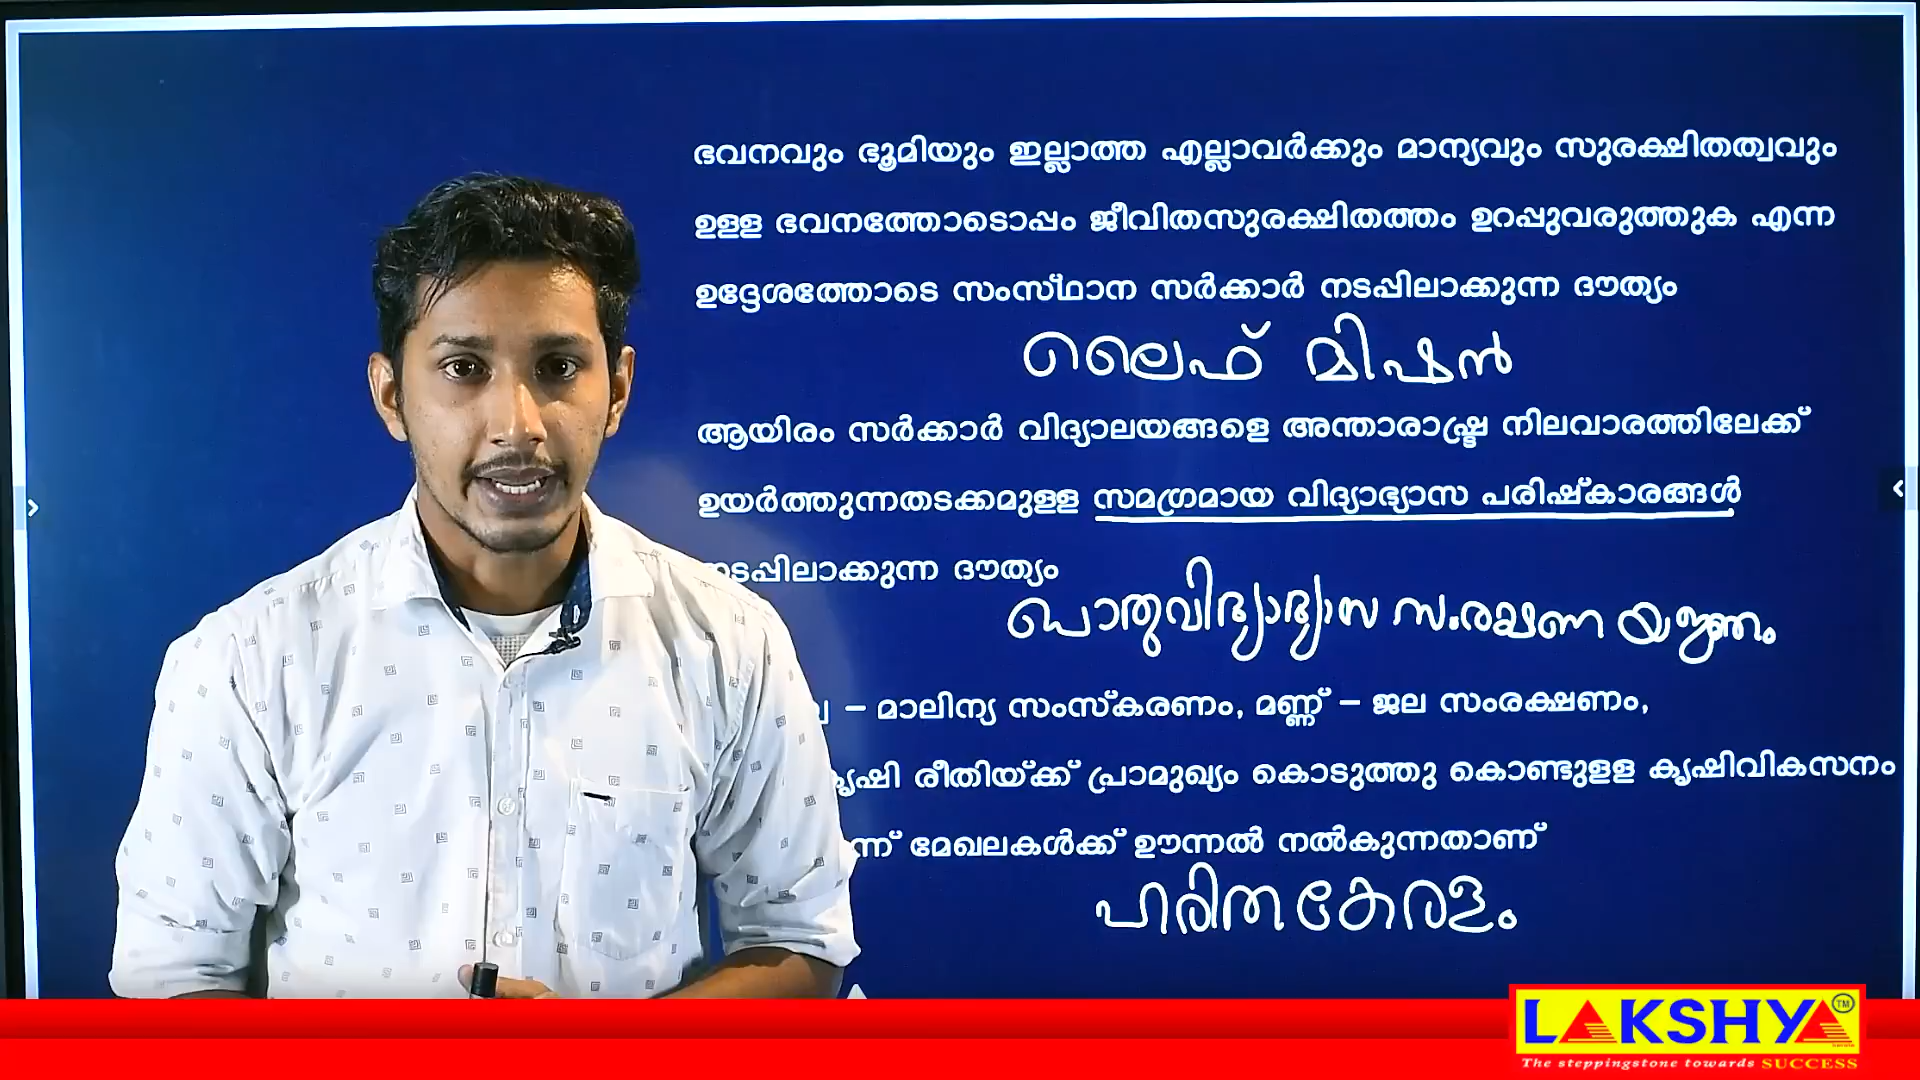 ഭവനവും ഭൂമിയും ഇല്ലാത്ത എല്ലാവർക്കും മാന്യവും സുരക്ഷിതത്വവും
ഉള്ള ഭവനത്തോടൊപ്പം ജീവിതസുരക്ഷിതത്തം ഉറപ്പുവരുത്തുക എന്ന
ഉദ്ദേശത്തോടെ സംസ്ഥാന സർക്കാർ നടപ്പിലാക്കുന്ന ദൗത്യം
ലൈഫ് മിഷൻ
ആയിരം സർക്കാർ വിദ്യാലയങ്ങളെ അന്താരാഷ്ട്ര നിലവാരത്തിലേക്ക്
ഉയർത്തുന്നതടക്കമുള്ള സമഗ്രമായ വിദ്യാഭ്യാസ പരിഷ്കാരങ്ങൾ
നടപ്പിലാക്കുന്ന ദൗത്യം
പൊതുവിദ്യാഭ്യാസ സംരക്ഷണ യജ്ഞം
– മാലിന്യ സംസ്കരണം, മണ്ണ് – ജല സംരക്ഷണം,
കൃഷി രീതിയ്ക്ക് പ്രാമുഖ്യം കൊടുത്തു കൊണ്ടുള്ള കൃഷിവികസനം
മേഖലകൾക്ക് ഊന്നൽ നൽകുന്നതാണ്
ഹരിത കേരളം
LAKSHYA TM
The steppingstone towards SUCCESS